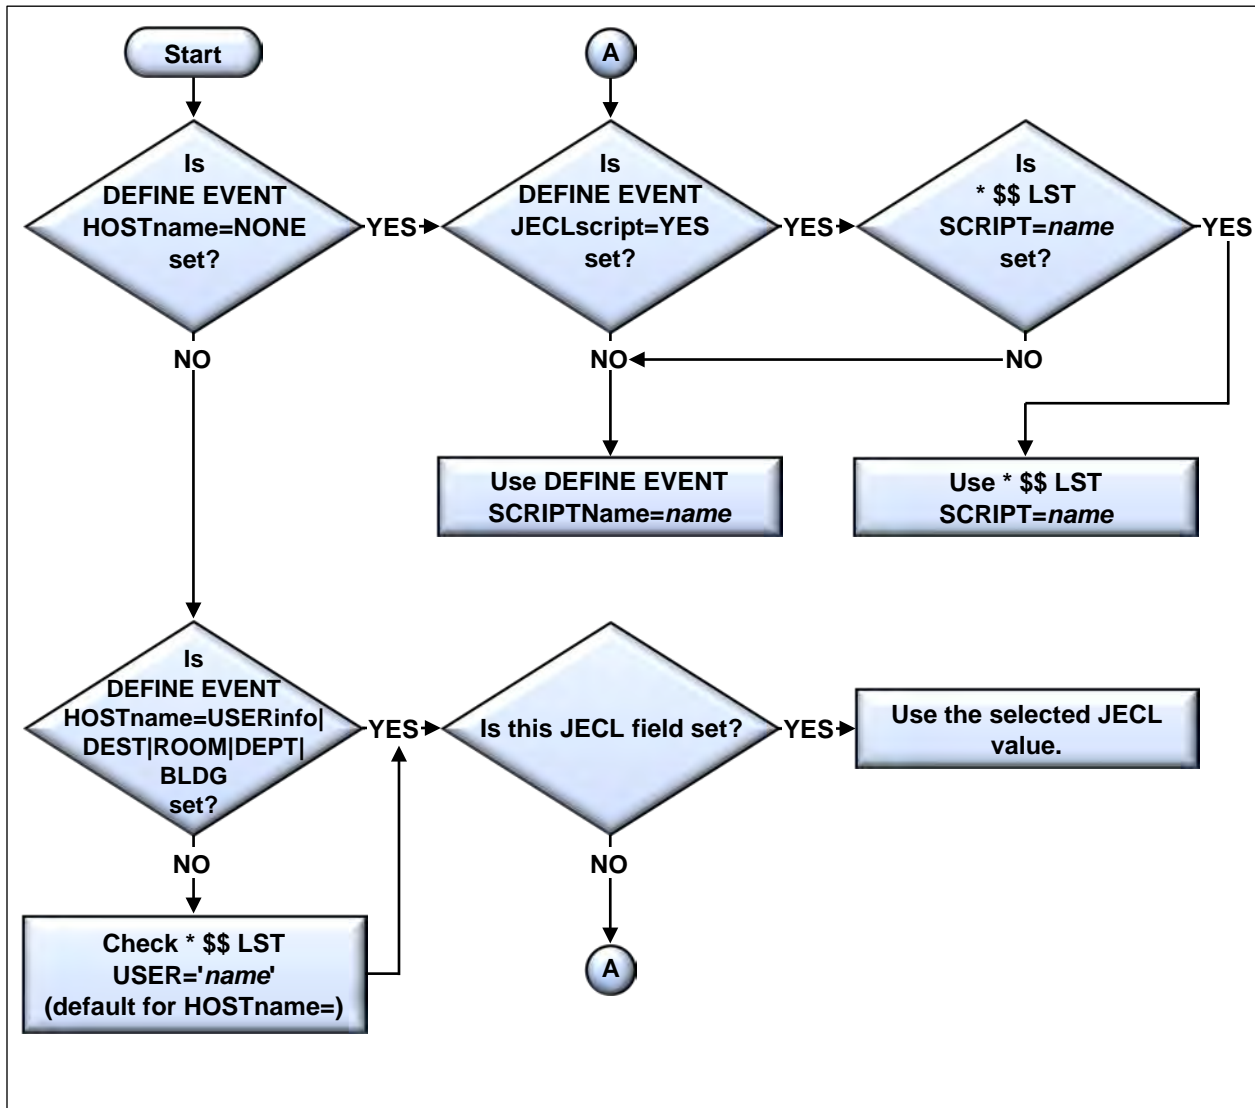 Start
A
Is
DEFINE EVENT
HOSTname=NONE
set?
YES
NO
Is
DEFINE EVENT
JECLscript=YES
set?
YES
NO
Is
* $$ LST
SCRIPT=name
set?
YES
NO
Use DEFINE EVENT
SCRIPTName=name
Use * $$ LST
SCRIPT=name
Is
DEFINE EVENT
HOSTname=USERinfo|
DEST|ROOM|DEPT|
BLDG
set?
YES
NO
Is this JECL field set?
YES
NO
Use the selected JECL
value.
Check * $$ LST
USER='name'
(default for HOSTname=)
A